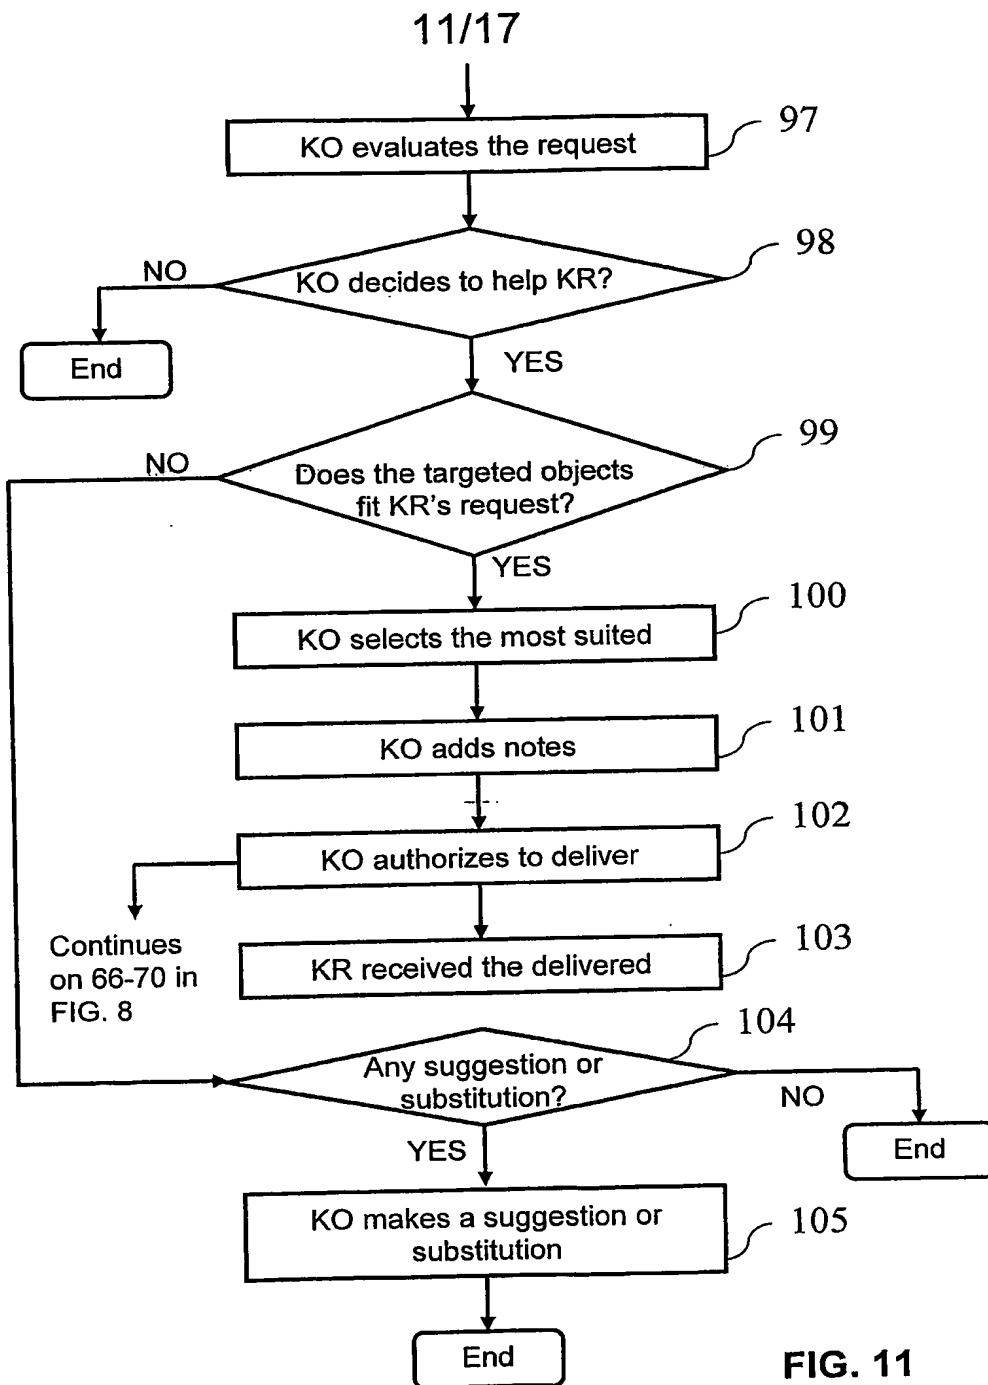 11/17
KO evaluates the request
97
KO decides to help KR?
98
NO
End
YES
99
NO
Does the targeted objects
fit KR's request?
YES
100
KO selects the most suited
101
KO adds notes
102
KO authorizes to deliver
Continues
on 66-70 in
FIG. 8
103
KR received the delivered
104
Any suggestion or
substitution?
NO
End
YES
KO makes a suggestion or
substitution
105
End
FIG. 11